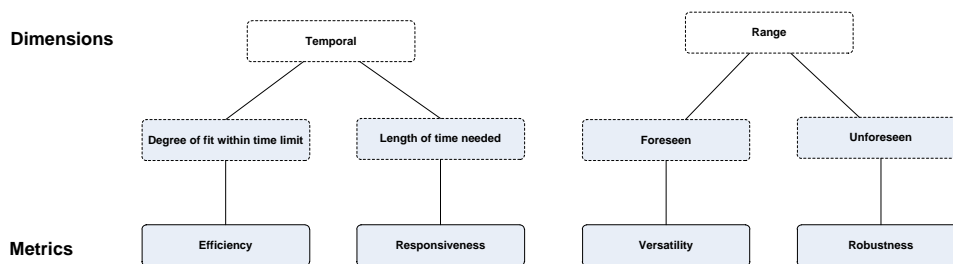 Dimensions
Temporal
Range
Degree of fit within time limit
Length of time needed
Foreseen
Unforeseen
Metrics
Efficiency
Responsiveness
Versatility
Robustness